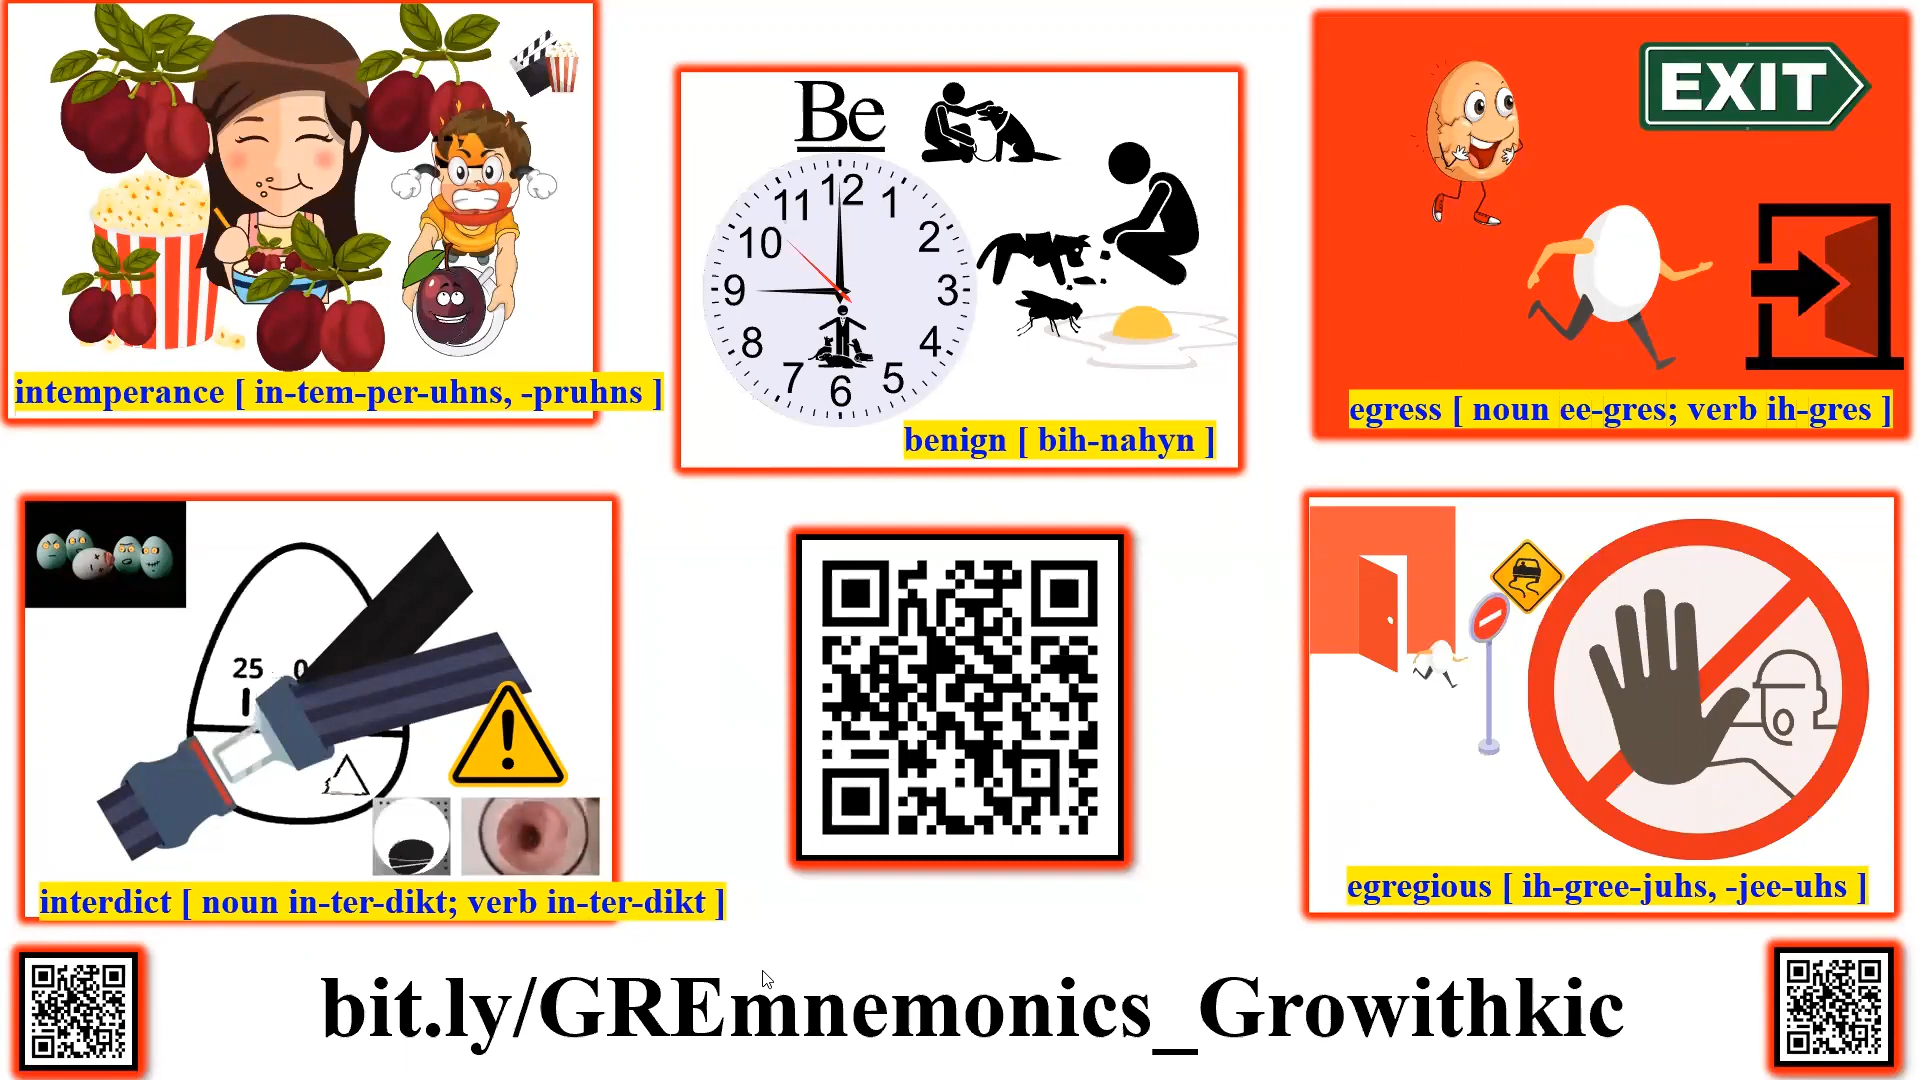 intemperance [ in-tem-per-uhns, -pruhns ]
Be
12
1
2
3
4
5
6
7
8
9
10
11
benign [ bih-nahyn ]
EXIT
egress [ noun ee-gres; verb ih-gres ]
25 0
interdict [ noun in-ter-dikt; verb in-ter-dikt ]
egregious [ ih-gree-juhs, -jee-uhs ]
bit.ly/GREmnemonics_Growithkic